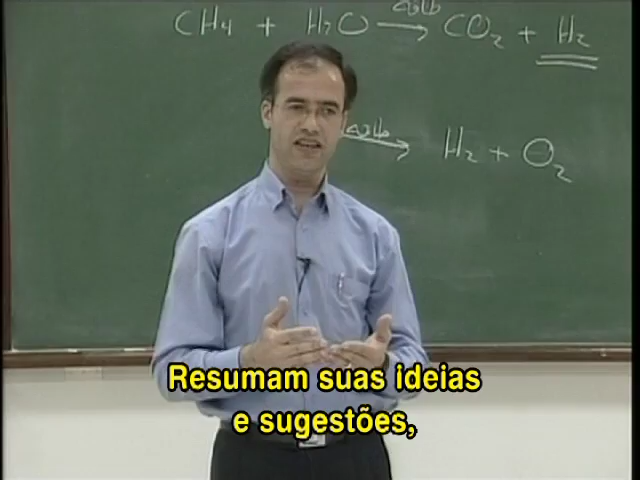 CH4 + H2O → CO2 + H2
→ H2 + O2
Resumam suas ideias
e sugestões,